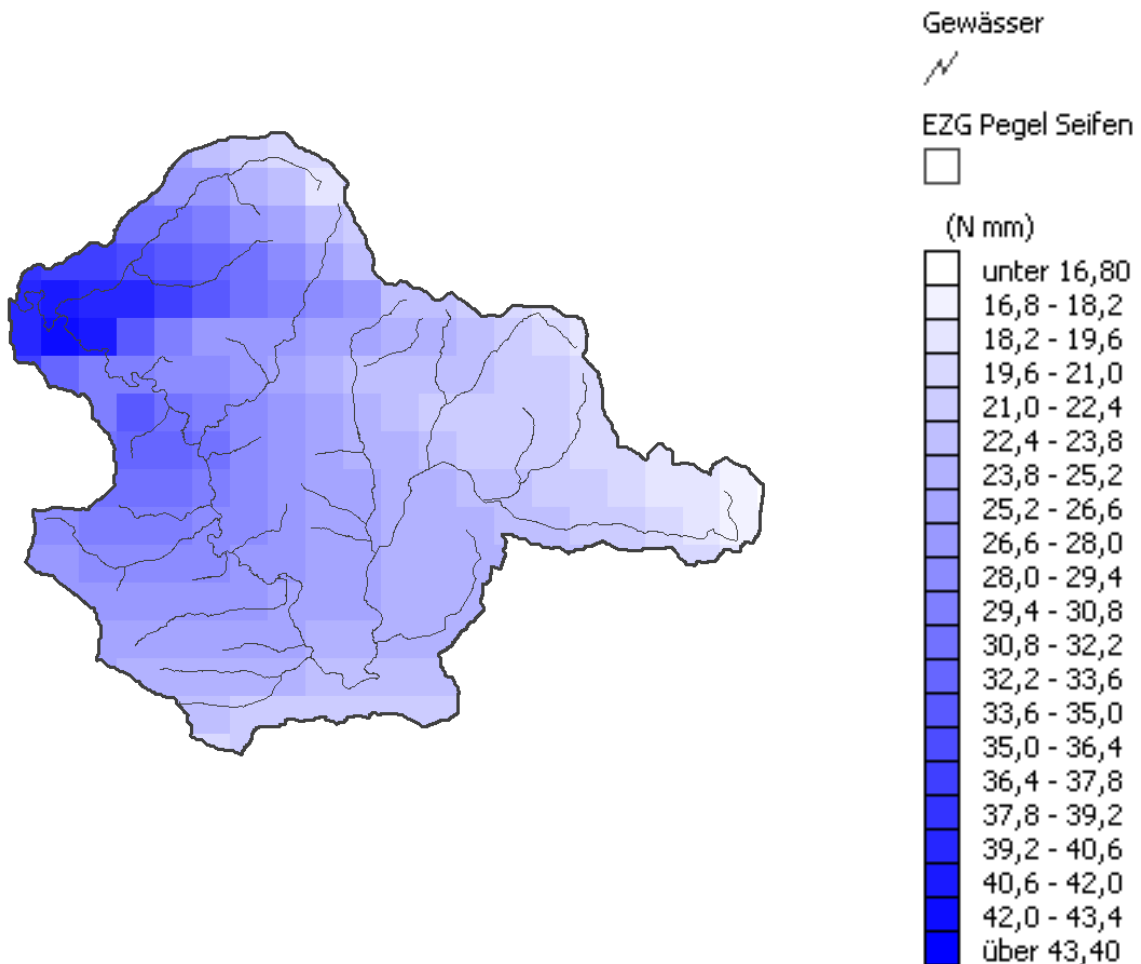 Gewässer
EZG Pegel Seifen
(N mm)
unter 16,80
16,8 - 18,2
18,2 - 19,6
19,6 - 21,0
21,0 - 22,4
22,4 - 23,8
23,8 - 25,2
25,2 - 26,6
26,6 - 28,0
28,0 - 29,4
29,4 - 30,8
30,8 - 32,2
32,2 - 33,6
33,6 - 35,0
35,0 - 36,4
36,4 - 37,8
37,8 - 39,2
39,2 - 40,6
40,6 - 42,0
42,0 - 43,4
über 43,40